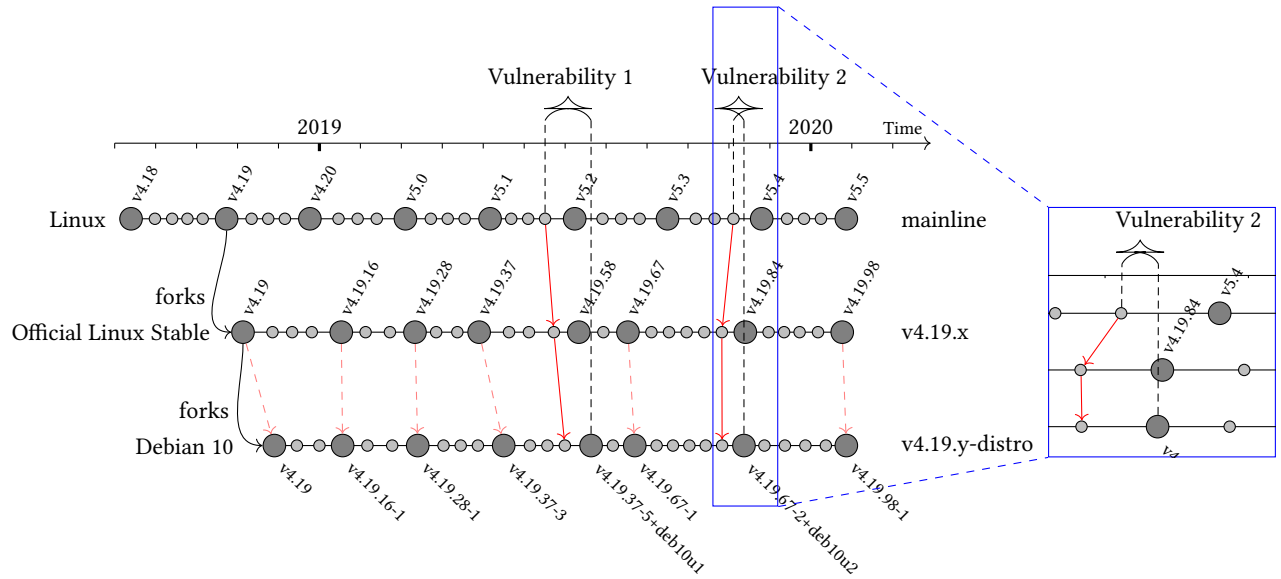 Vulnerability 1
Vulnerability 2
2019
2020
Time
v4.18
v4.19
v4.20
v5.0
v5.1
v5.2
v5.3
v5.4
v5.5
Linux
mainline
forks
v4.19
v4.19.16
v4.19.28
v4.19.37
v4.19.58
v4.19.67
v4.19.84
v4.19.98
Official Linux Stable
v4.19.x
forks
Debian 10
v4.19.y-distro
v4.19
v4.19.16-1
v4.19.28-1
v4.19.37-3
v4.19.37-5+deb10u1
v4.19.67-1
v4.19.67-2+deb10u2
v4.19.98-1
Vulnerability 2
v5.4
v4.19.84
v4